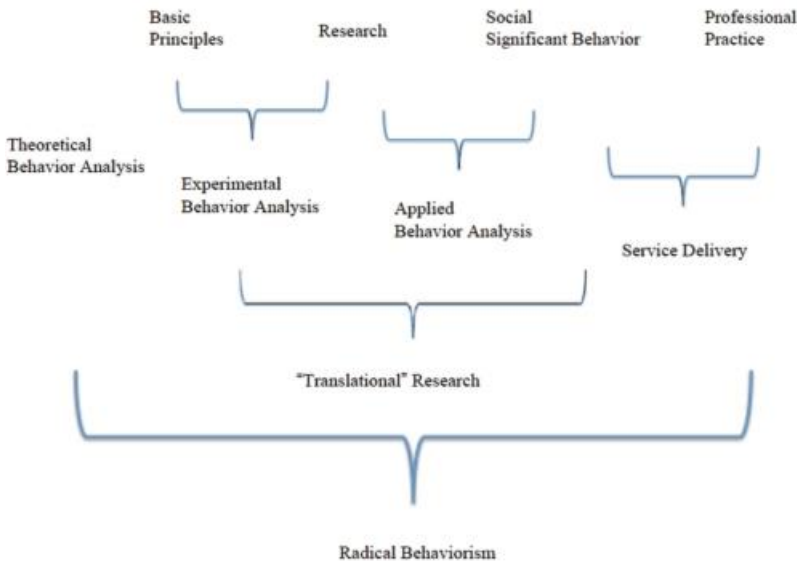 Basic
Principles
Research
Social
Significant Behavior
Professional
Practice
Theoretical
Behavior Analysis
Experimental
Behavior Analysis
Applied
Behavior Analysis
Service Delivery
“Translational” Research
Radical Behaviorism